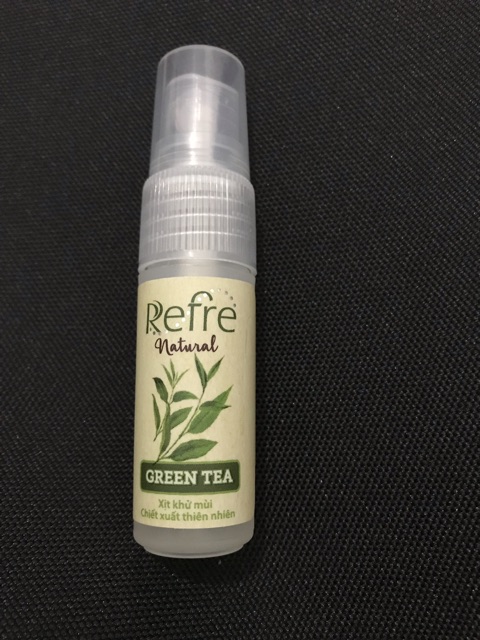 Refre
Natural
GREEN TEA
Xịt khử mùi
Chiết xuất thiên nhiên